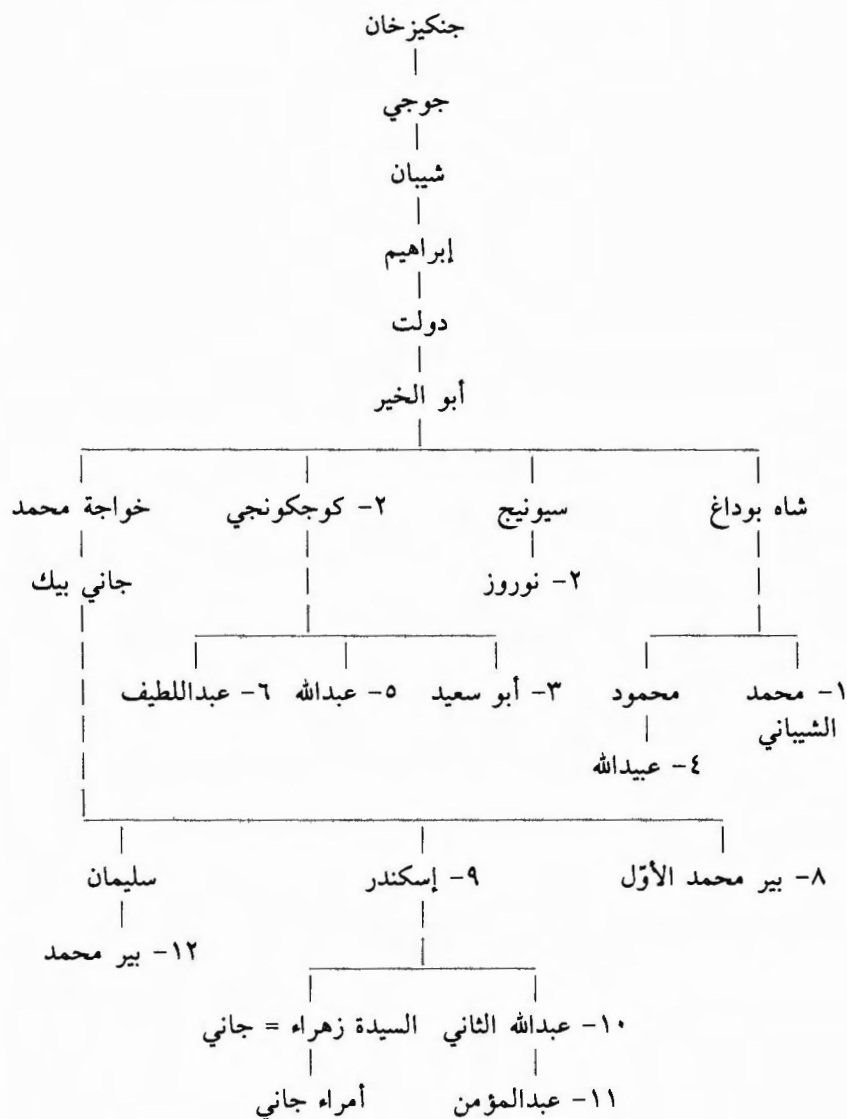 جنكيزخان
جوجي
شيبان
إبراهيم
دولت
أبو الخير
شاه بوداغ سيونيج ٢- كوجكونجي خواجة محمد
٢- نوروز جاني بيك
١- محمد محمود ٣- أبو سعيد ٥- عبدالله ٦- عبداللطيف
الشيباني
٤- عبيدالله
٨- بير محمد الأوّل ٩- إسكندر سليمان
١٢- بير محمد
١٠- عبدالله الثاني السيدة زهراء = جاني
١١- عبدالمؤمن أمراء جاني